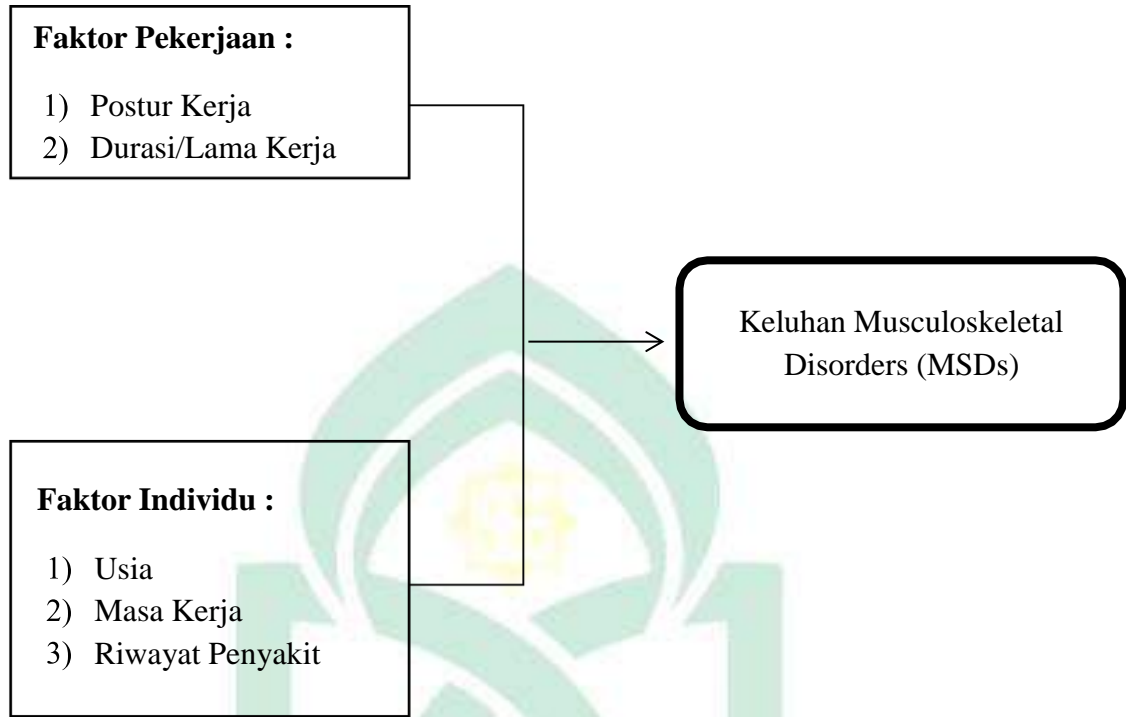 Faktor Pekerjaan :
1) Postur Kerja
2) Durasi/Lama Kerja
Keluhan Musculoskeletal
Disorders (MSDs)
Faktor Individu :
1) Usia
2) Masa Kerja
3) Riwayat Penyakit